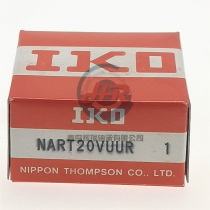 IKO
IKO
NART20VUUR 1
NIPPON THOMPSON CO., LTD.